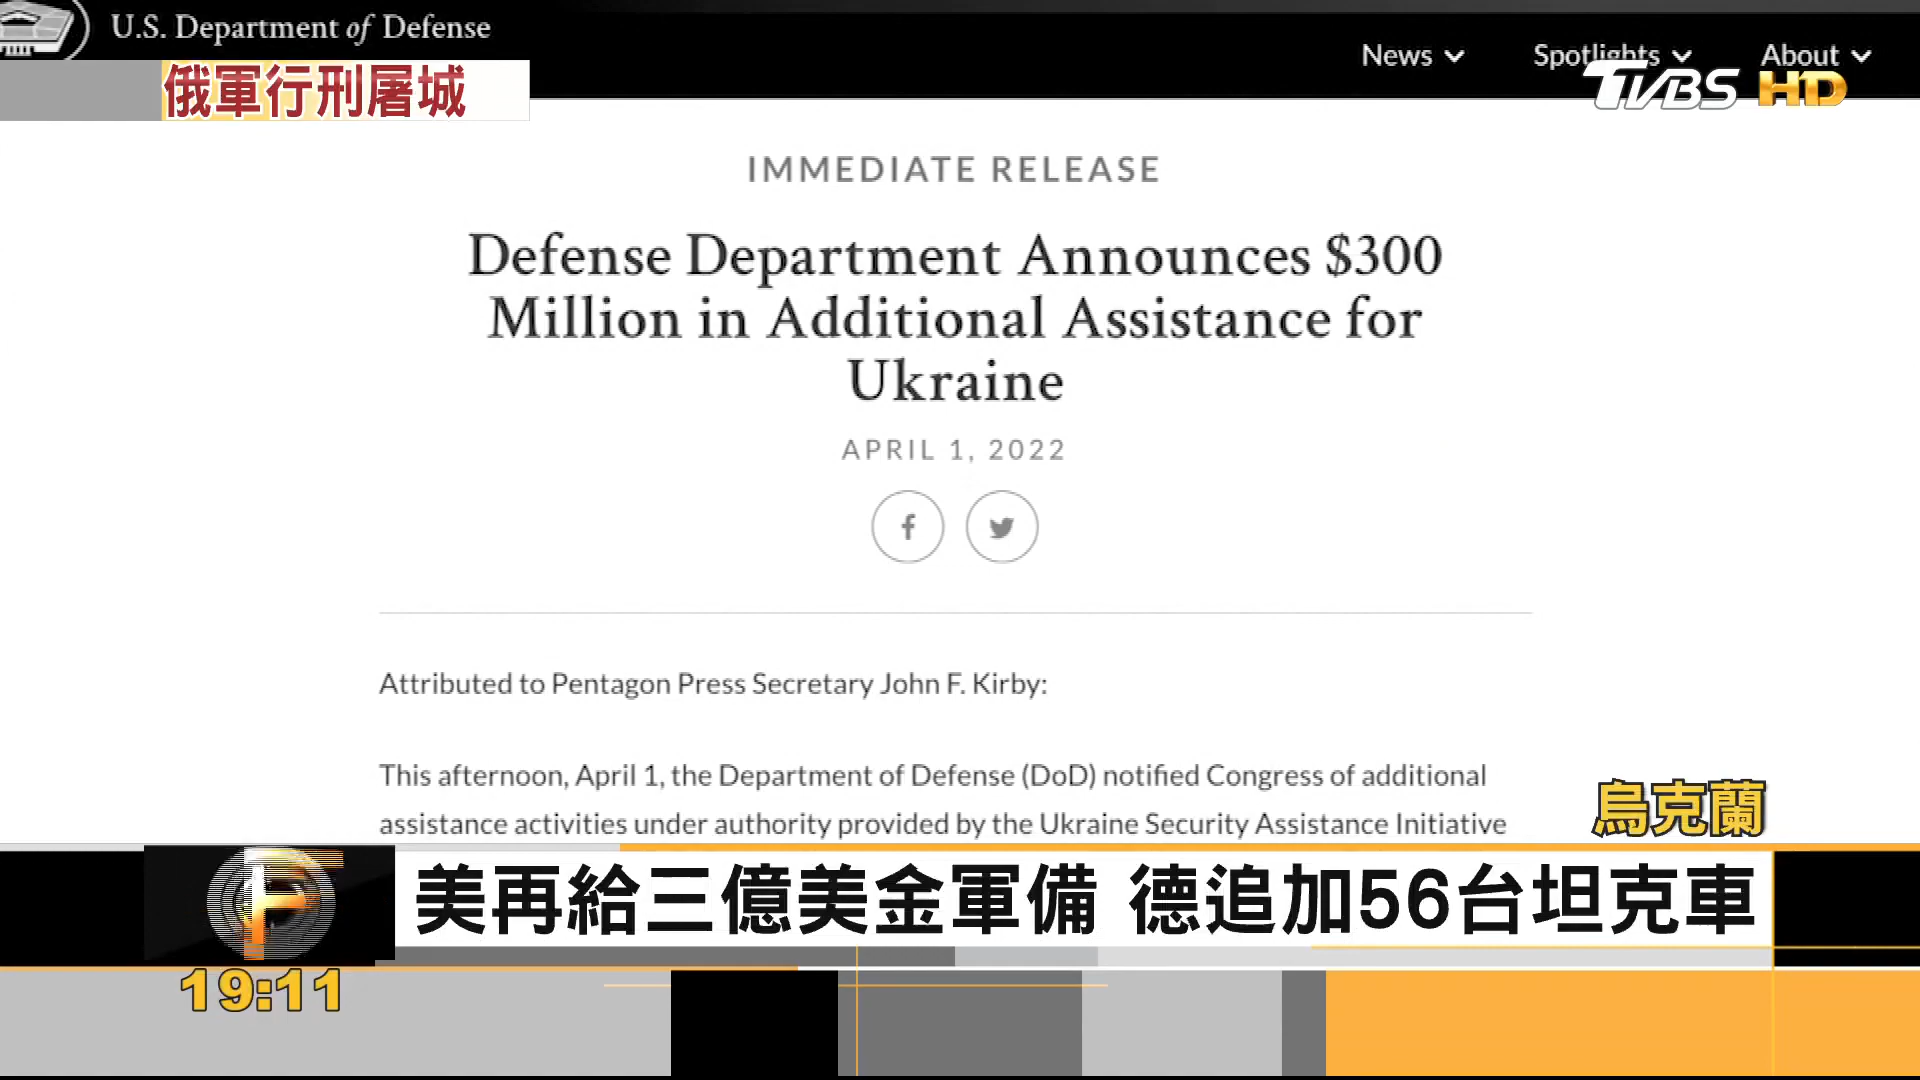 U.S. Department of Defense
News
Spotlights
About
俄軍行刑屠城
TVBS HD
IMMEDIATE RELEASE
Defense Department Announces $300
Million in Additional Assistance for
Ukraine
APRIL 1, 2022
Attributed to Pentagon Press Secretary John F. Kirby:
This afternoon, April 1, the Department of Defense (DoD) notified Congress of additional
assistance activities under authority provided by the Ukraine Security Assistance Initiative
烏克蘭
美再給三億美金軍備 德追加56台坦克車
19:11